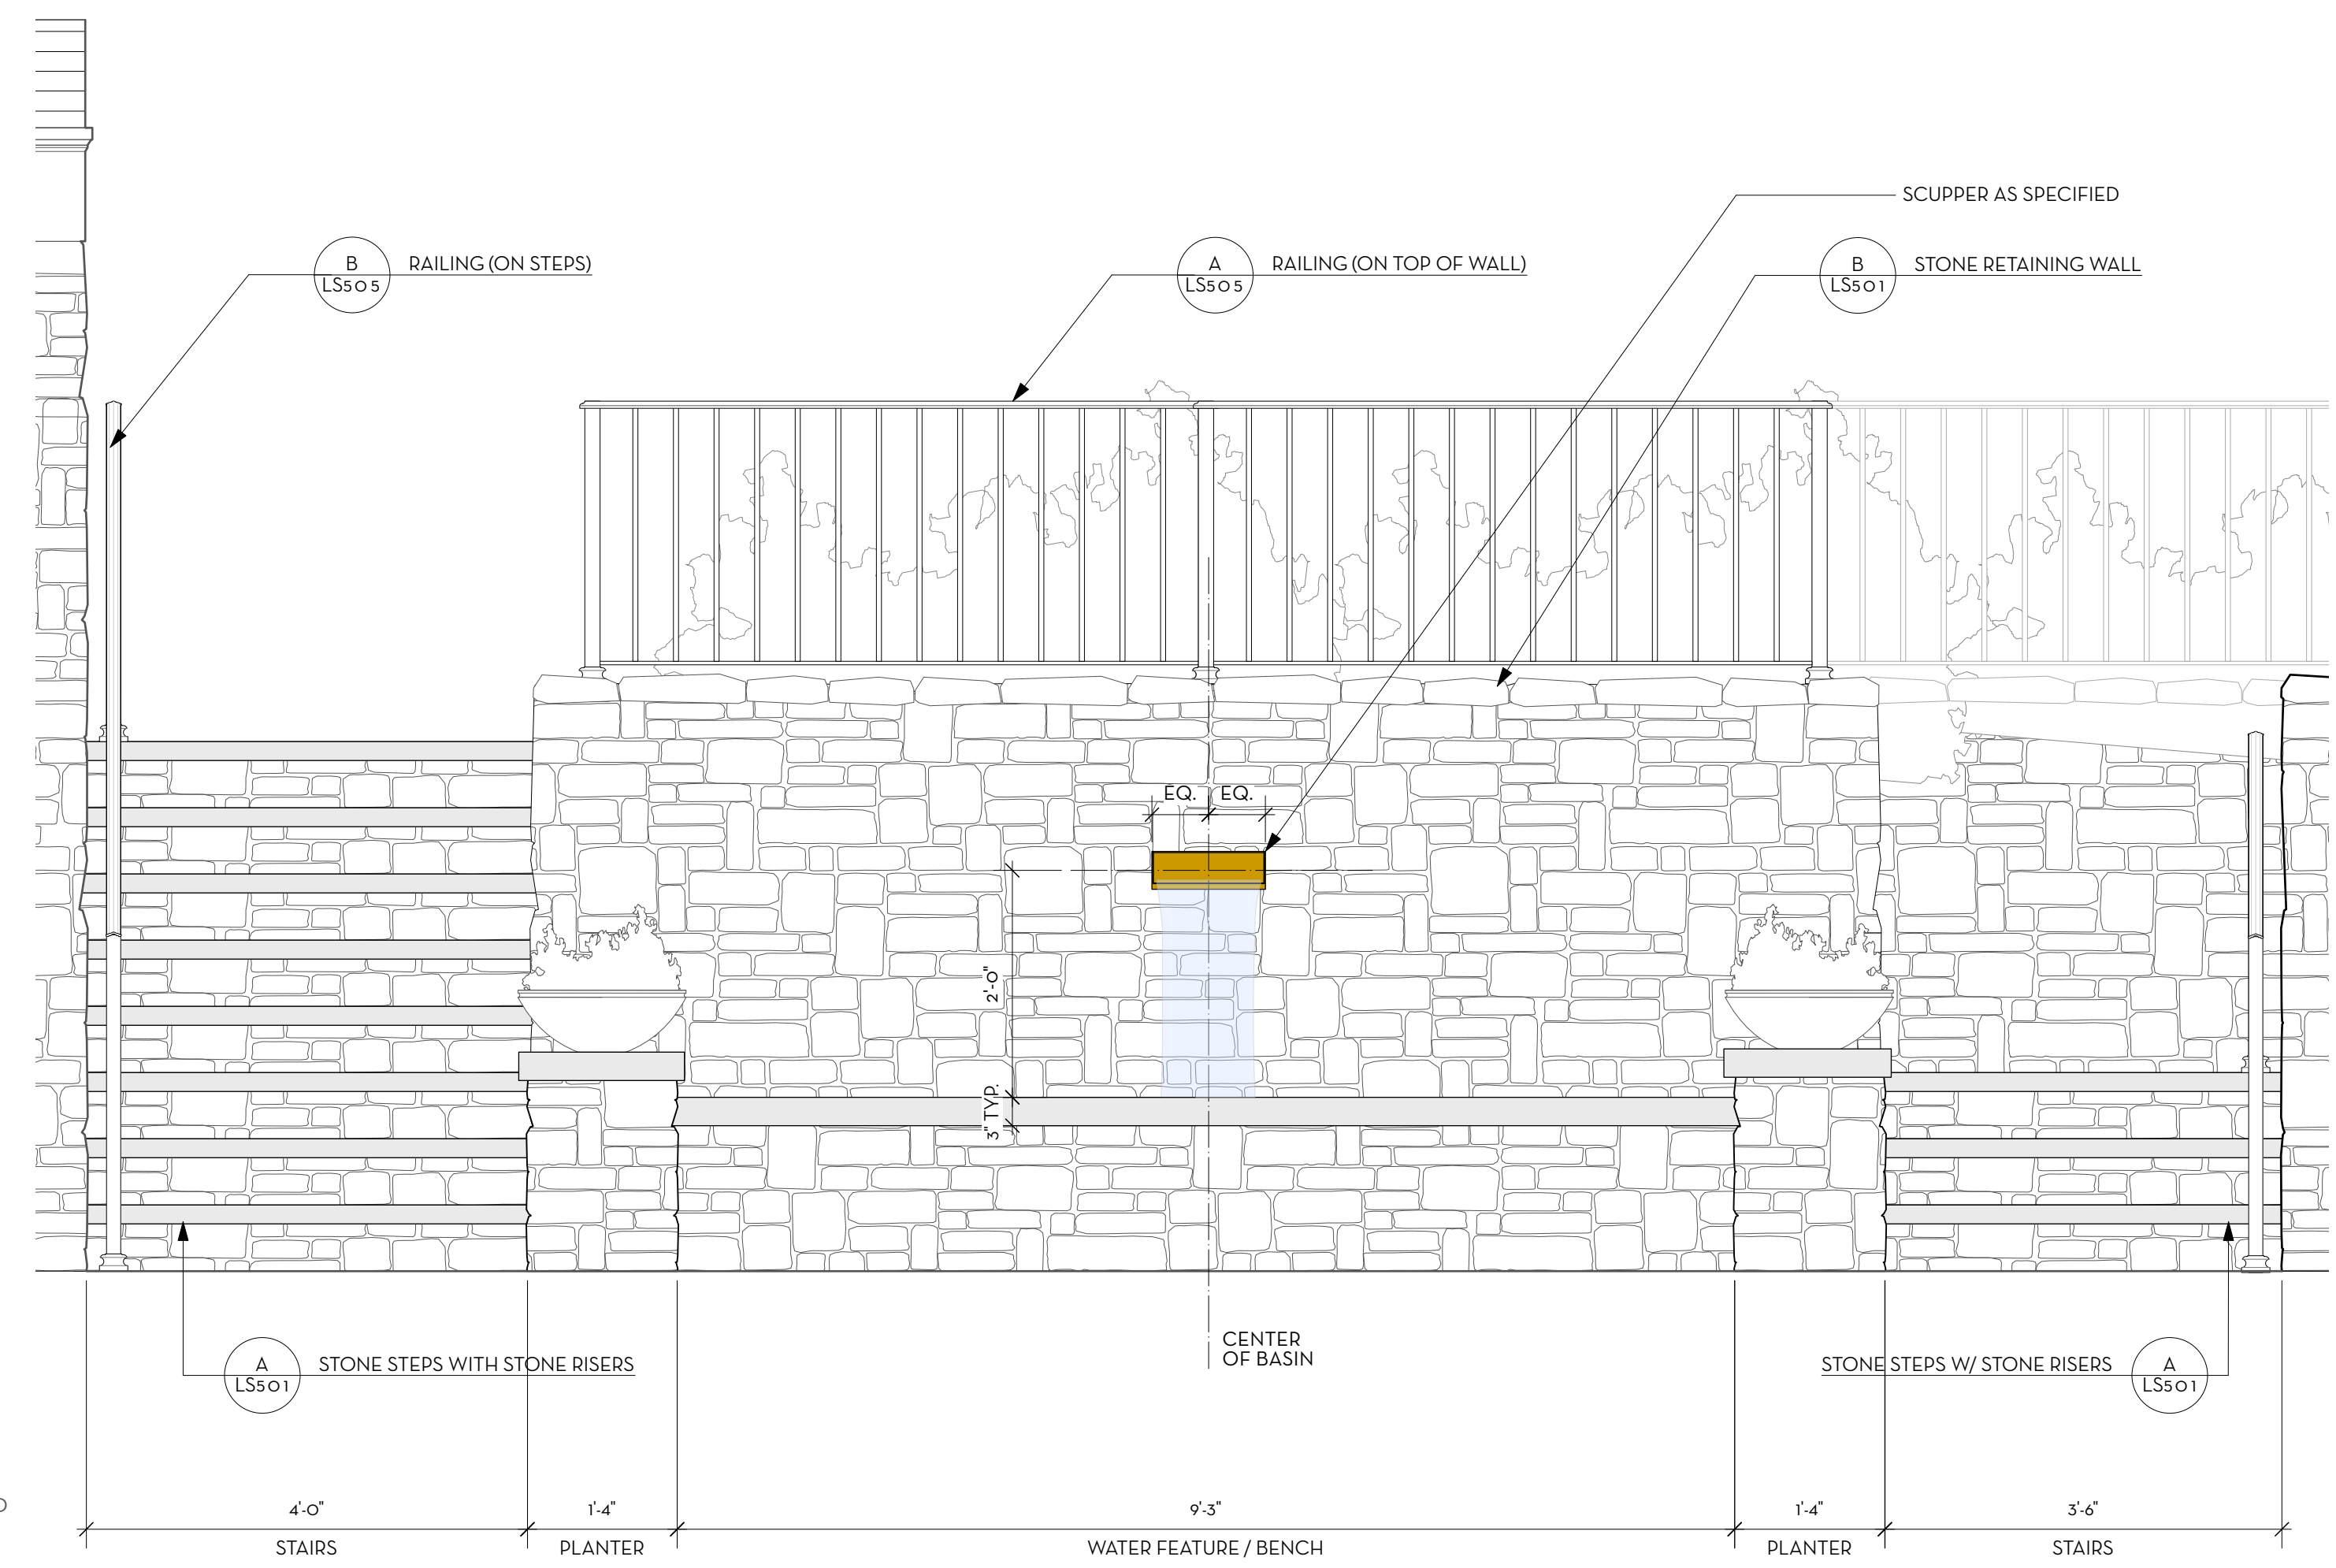 SCUPPER AS SPECIFIED
B
LS505
RAILING (ON STEPS)
A
LS505
RAILING (ON TOP OF WALL)
B
LS501
STONE RETAINING WALL
EQ.
EQ.
2'-0"
3" TYP.
CENTER
OF BASIN
A
LS501
STONE STEPS WITH STONE RISERS
STONE STEPS W/ STONE RISERS
A
LS501
4'-0"
1'-4"
9'-3"
1'-4"
3'-6"
STAIRS
PLANTER
WATER FEATURE / BENCH
PLANTER
STAIRS